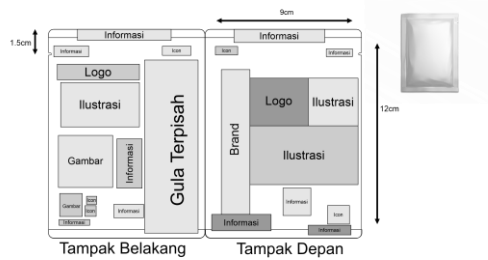 9cm
1.5cm
Informasi
Informasi
Informasi
Icon
Icon
Informasi
Logo
Ilustrasi
Gula Terpisah
Gambar
Informasi
Gambar
Icon
Icon
Informasi
Informasi
Brand
Logo
Ilustrasi
Ilustrasi
Informasi
Icon
Informasi
Informasi
12cm
Tampak Belakang
Tampak Depan